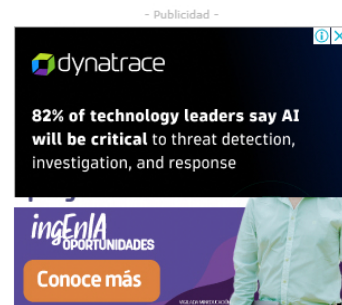 - Publicidad -
dynatrace
82% of technology leaders say AI
will be critical to threat detection,
investigation, and response
ingEnIA
OPORTUNIDADES
Conoce más